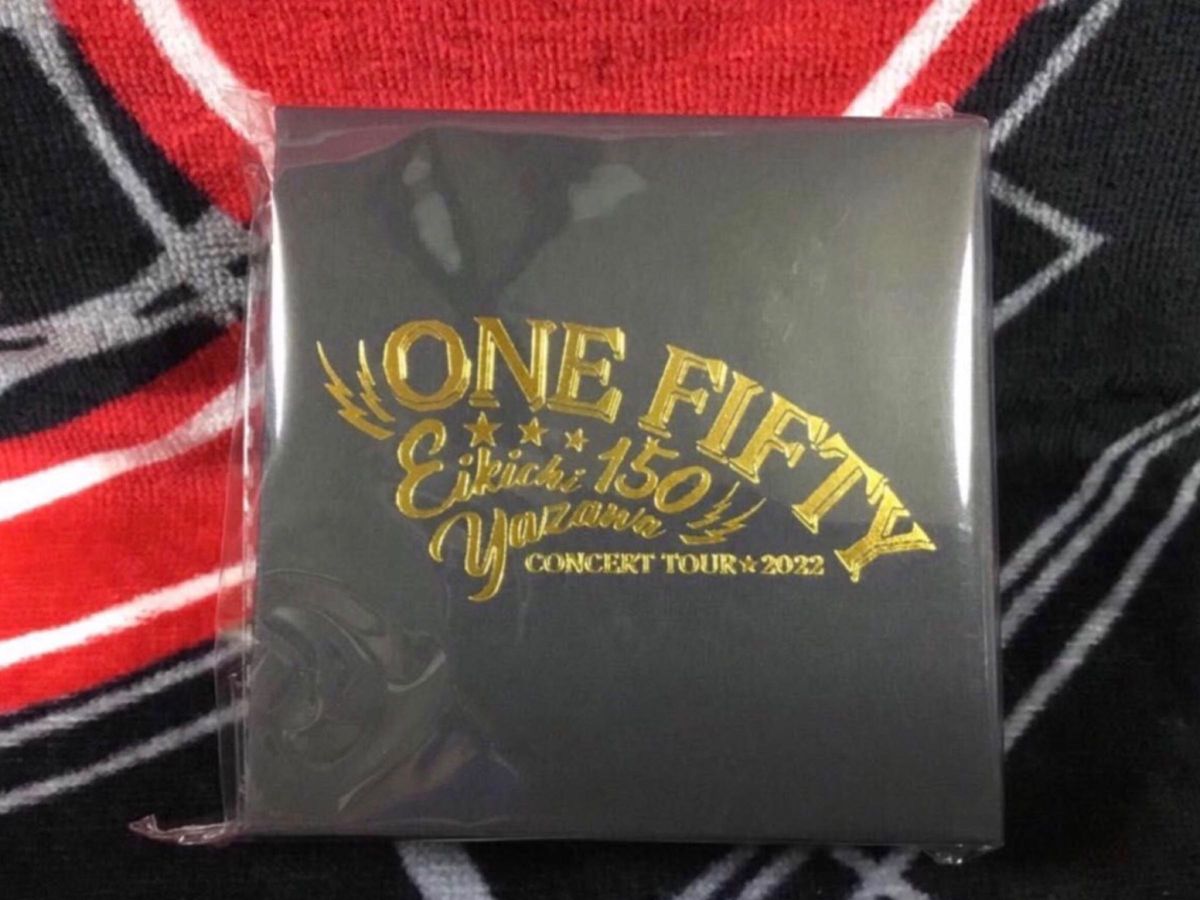 ONE FIFTY
Eikichi 150
Yazawa
CONCERT TOUR★2022